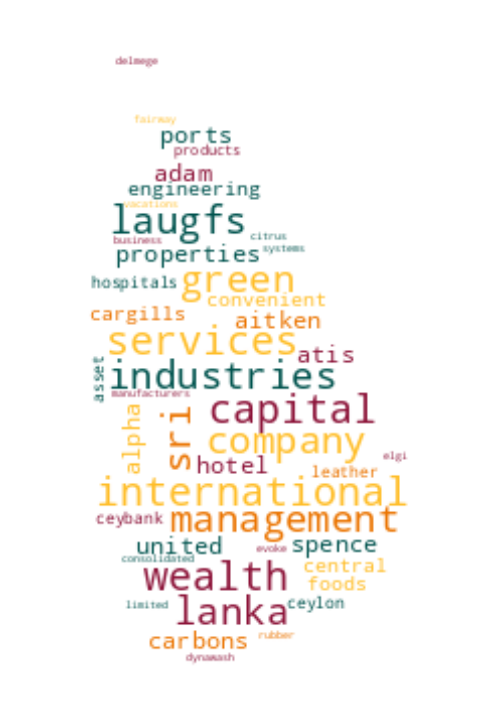 delmege
fairway
ports
products
adam
engineering
vacations
laugfs
business
citrus
properties
systems
hospitals
green
convenient
cargills
aitken
services
atis
asset
industries
manufacturers
capital
alpha
sri
company
hotel
elgi
leather
international
ceybank
management
united
evoke
spence
consolidated
central
wealth
foods
limited
lanka
ceylon
carbons
rubber
dynawash